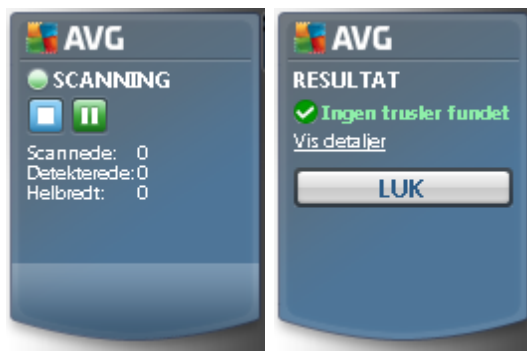 AVG
SCANNING
Scannede: 0
Detekterede: 0
Helbredt: 0
AVG
RESULTAT
Ingen trusler fundet
Vis detaljer
LUK